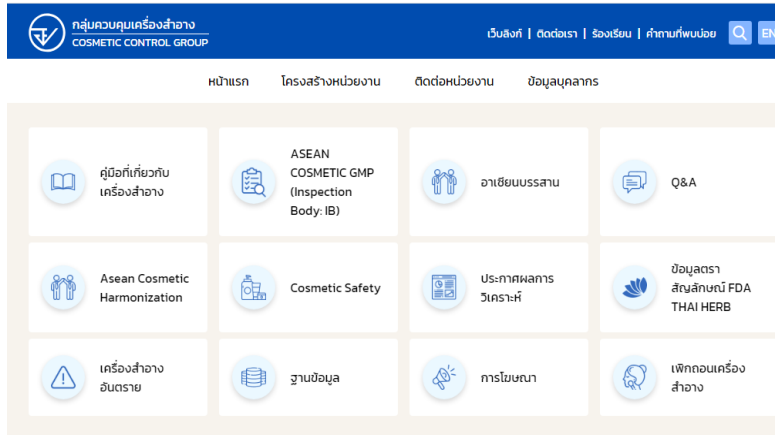 กลุ่มควบคุมเครื่องสำอาง
COSMETIC CONTROL GROUP
เว็บลิงก์ | ติดต่อเรา | ร้องเรียน | คำถามที่พบบ่อย EN
หน้าแรก โครงสร้างหน่วยงาน ติดต่อหน่วยงาน ข้อมูลบุคลากร
คู่มือที่เกี่ยวกับ
เครื่องสำอาง
ASEAN
COSMETIC GMP
(Inspection
Body: IB)
อาเซียนบรรสาน
Q&A
Asean Cosmetic
Harmonization
Cosmetic Safety
ประกาศผลการ
วิเคราะห์
ข้อมูลตรา
สัญลักษณ์ FDA
THAI HERB
เครื่องสำอาง
อันตราย
ฐานข้อมูล
การโฆษณา
เพิกถอนเครื่อง
สำอาง